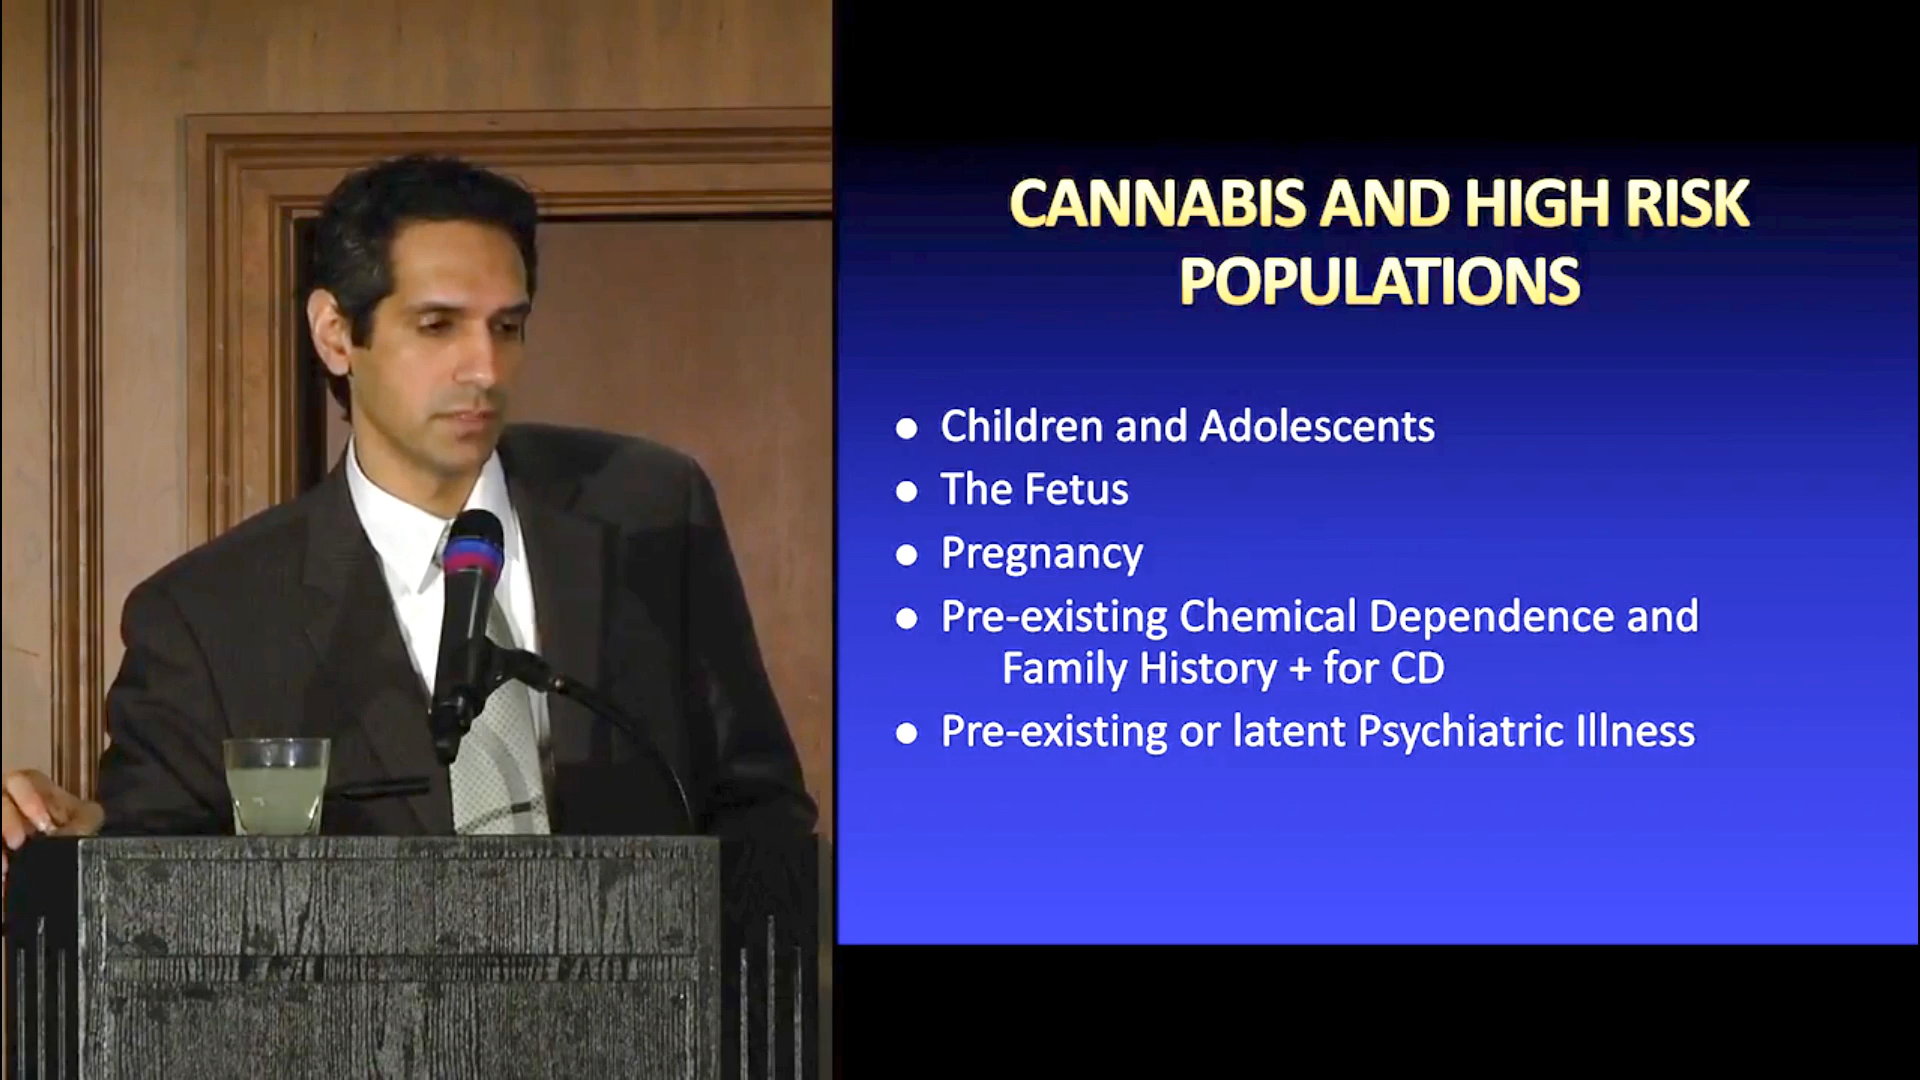 CANNABIS AND HIGH RISK
POPULATIONS
● Children and Adolescents
● The Fetus
● Pregnancy
● Pre-existing Chemical Dependence and
Family History + for CD
● Pre-existing or latent Psychiatric Illness